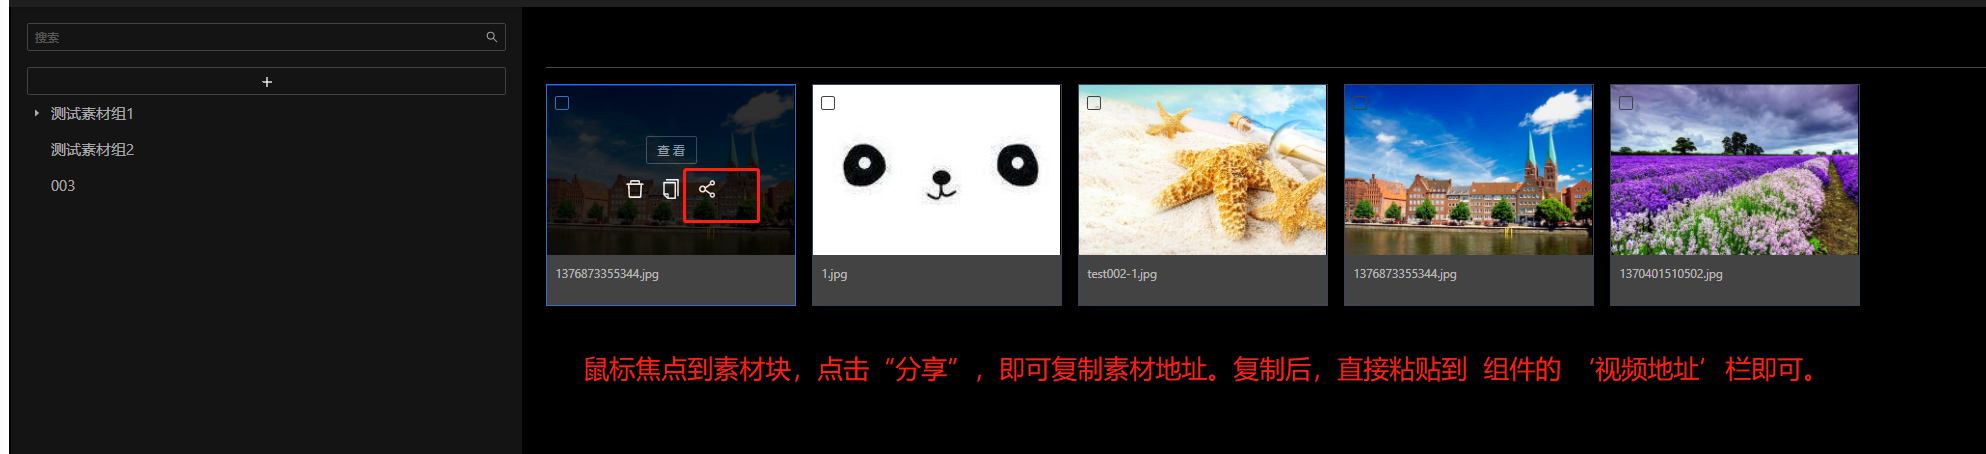 搜索
+
测试素材组1
测试素材组2
003
查看
1376873355344.jpg
1.jpg
test002-1.jpg
1376873355344.jpg
1370401510502.jpg
鼠标焦点到素材块，点击“分享”，即可复制素材地址。复制后，直接粘贴到 组件的 ‘视频地址’ 栏即可。